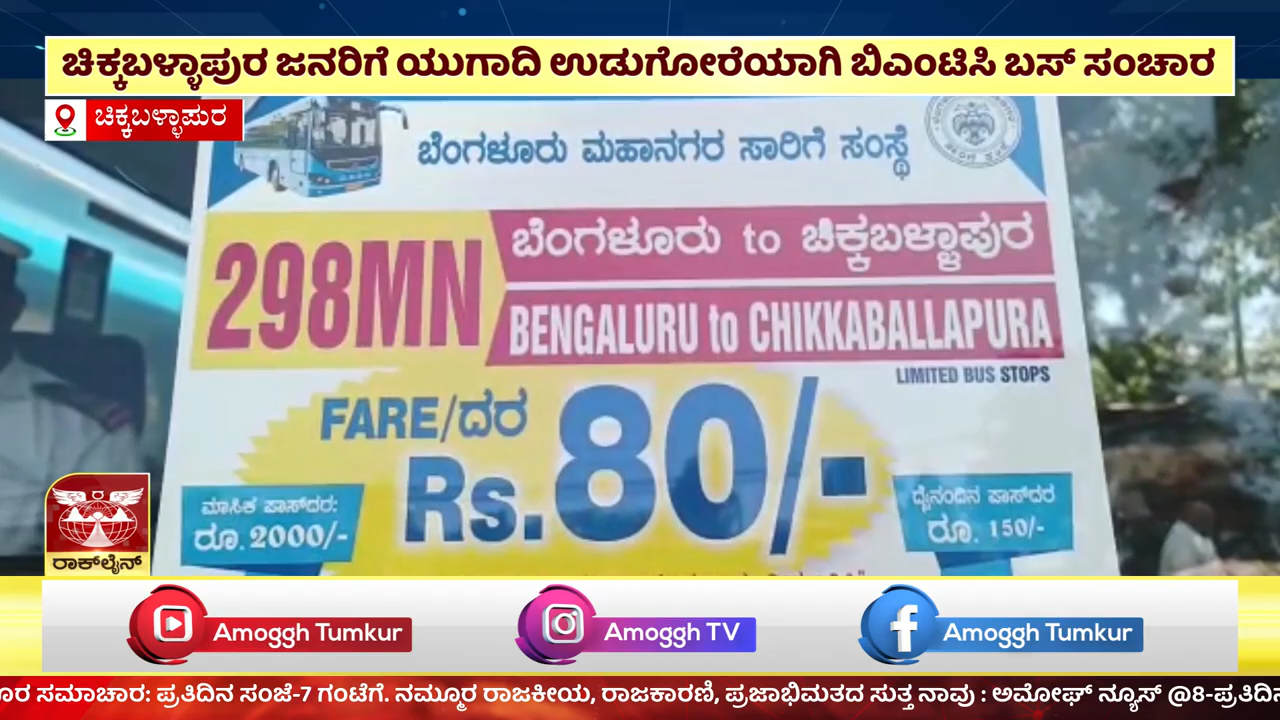 ಚಿಕ್ಕಬಳ್ಳಾಪುರ ಜನರಿಗೆ ಯುಗಾದಿ ಉಡುಗೋರೆಯಾಗಿ ಬಿಎಂಟಿಸಿ ಬಸ್ ಸಂಚಾರ
ಚಿಕ್ಕಬಳ್ಳಾಪುರ
ಬೆಂಗಳೂರು ಮಹಾನಗರ ಸಾರಿಗೆ ಸಂಸ್ಥೆ
298MN
ಬೆಂಗಳೂರು to ಚಿಕ್ಕಬಳ್ಳಾಪುರ
BENGALURU to CHIKKABALLAPURA
LIMITED BUS STOPS
FARE/ದರ
Rs.80/-
ಮಾಸಿಕ ಪಾಸ್‌ದರ:
ರೂ.2000/-
ದೈನಂದಿನ ಪಾಸ್‌ದರ
ರೂ. 150/-
ರಾಕ್‌ಲೈನ್
Amoggh Tumkur
Amoggh TV
Amoggh Tumkur
ಸಮಾಚಾರ: ಪ್ರತಿದಿನ ಸಂಜೆ-7 ಗಂಟೆಗೆ. ನಮ್ಮೂರ ರಾಜಕೀಯ, ರಾಜಕಾರಣಿ, ಪ್ರಜಾಭಿಮತದ ಸುತ್ತ ನಾವು : ಅಮೋಘ್ ನ್ಯೂಸ್ @8-ಪ್ರತಿದಿನ